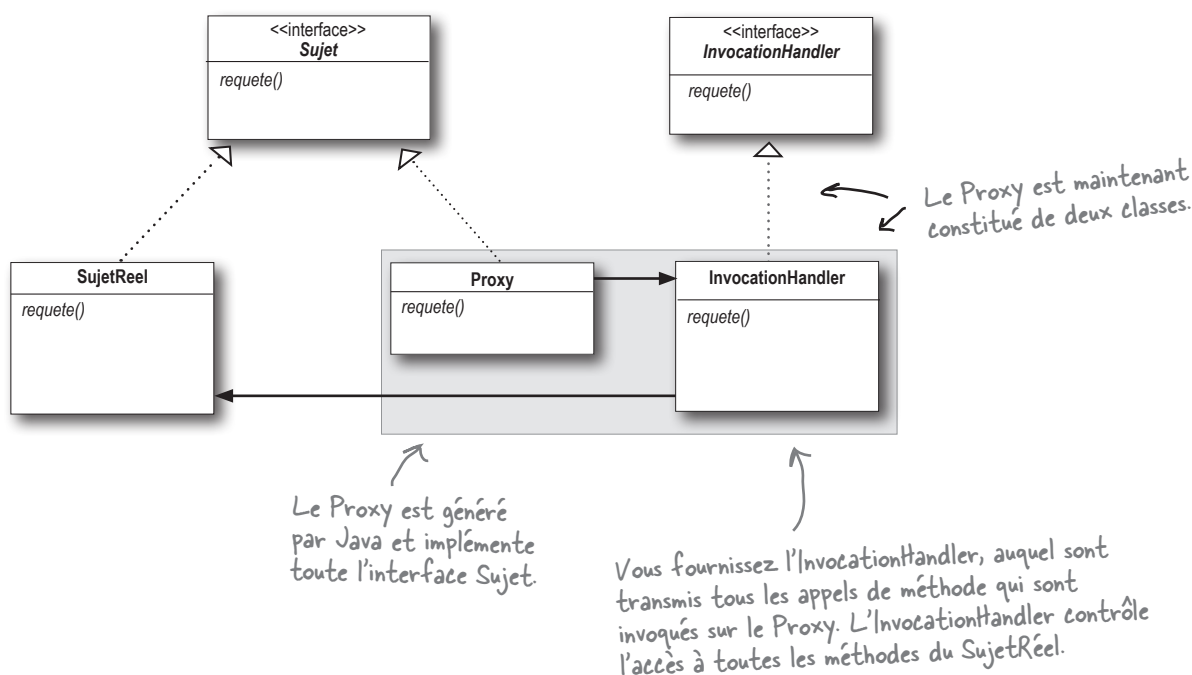 <<interface>>
Sujet
requete()
<<interface>>
InvocationHandler
requete()
Le Proxy est maintenant
constitué de deux classes.
SujetReel
requete()
Proxy
requete()
InvocationHandler
requete()
Le Proxy est généré
par Java et implémente
toute l'interface Sujet.
Vous fournissez l'InvocationHandler, auquel sont
transmis tous les appels de méthode qui sont
invoqués sur le Proxy. L'InvocationHandler contrôle
l'accès à toutes les méthodes du SujetRéel.